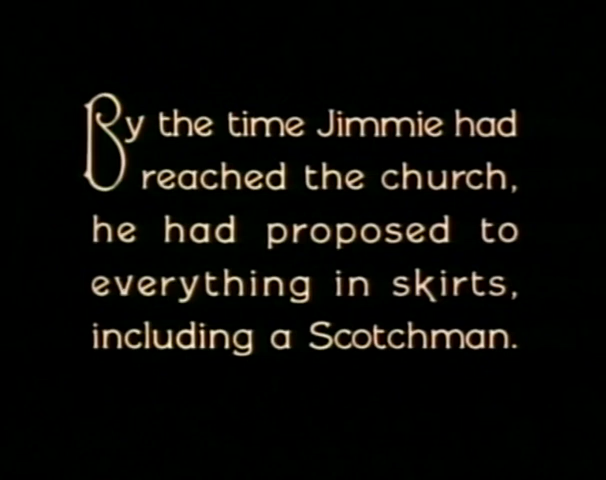 By the time Jimmie had
reached the church,
he had proposed to
everything in skirts,
including a Scotchman.